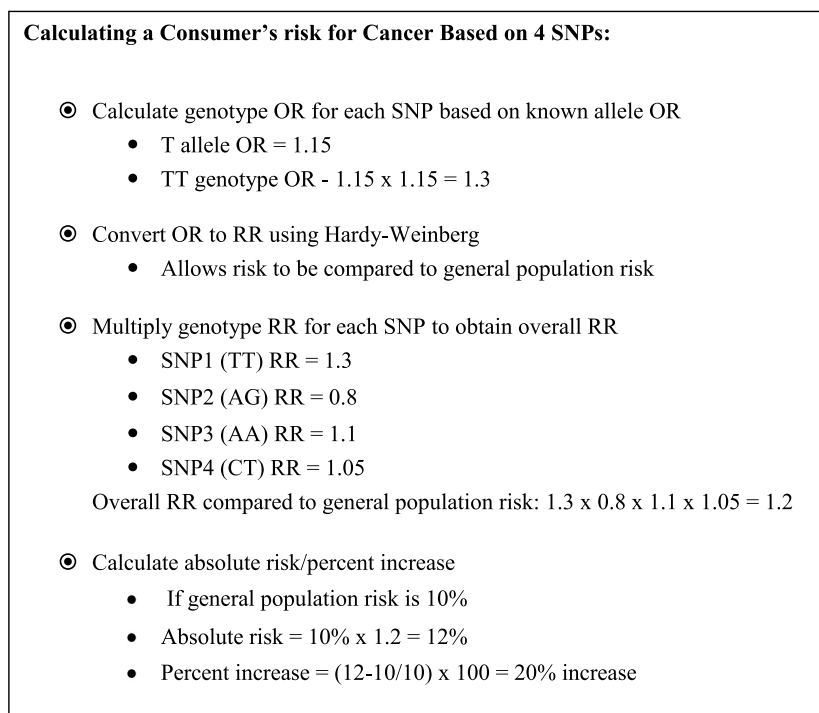 Calculating a Consumer's risk for Cancer Based on 4 SNPs:
Calculate genotype OR for each SNP based on known allele OR
T allele OR = 1.15
TT genotype OR - 1.15 x 1.15 = 1.3
Convert OR to RR using Hardy-Weinberg
Allows risk to be compared to general population risk
Multiply genotype RR for each SNP to obtain overall RR
SNP1 (TT) RR = 1.3
SNP2 (AG) RR = 0.8
SNP3 (AA) RR = 1.1
SNP4 (CT) RR = 1.05
Overall RR compared to general population risk: 1.3 x 0.8 x 1.1 x 1.05 = 1.2
Calculate absolute risk/percent increase
If general population risk is 10%
Absolute risk = 10% x 1.2 = 12%
Percent increase = (12-10/10) x 100 = 20% increase